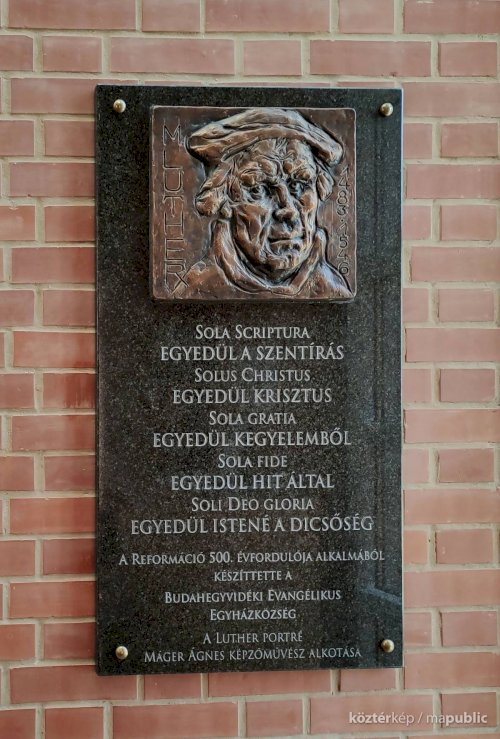 M. LUTHER
1483 1546
SOLA SCRIPTURA
EGYEDÜL A SZENTÍRÁS
SOLUS CHRISTUS
EGYEDÜL KRISZTUS
SOLA GRATIA
EGYEDÜL KEGYELEMBŐL
SOLA FIDE
EGYEDÜL HIT ÁLTAL
SOLI DEO GLORIA
EGYEDÜL ISTENÉ A DICSŐSÉG
A REFORMÁCIÓ 500. ÉVFORDULÓJA ALKALMÁBÓL
KÉSZÍTTETTE A
BUDAHEGYVIDÉKI EVANGÉLIKUS
EGYHÁZKÖZSÉG
A LUTHER PORTRÉ
MÁGER ÁGNES KÉPZŐMŰVÉSZ ALKOTÁSA
köztérkép / mapublic